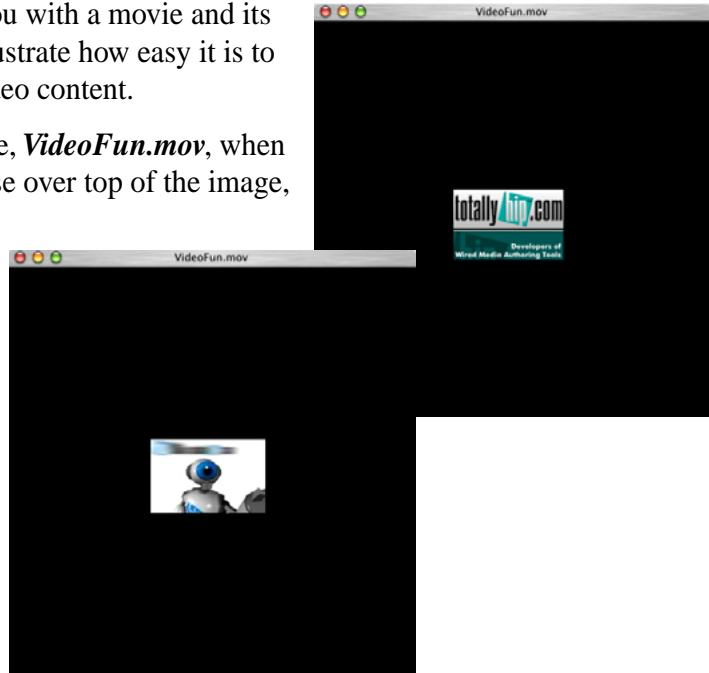 ou with a movie and its
ustrate how easy it is to
eo content.
e, VideoFun.mov, when
se over top of the image,
VideoFun.mov
totally hip.com
Developers of
Wired Media Authoring Tools
VideoFun.mov